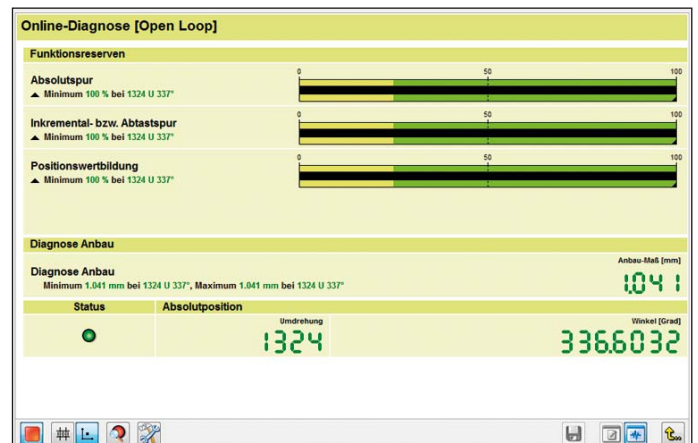 Online-Diagnose [Open Loop]
Funktionsreserven
Absolutspur
Minimum 100 % bei 1324 U 337°
0 50 100
Inkremental- bzw. Abtastspur
Minimum 100 % bei 1324 U 337°
0 50 100
Positionswertbildung
Minimum 100 % bei 1324 U 337°
0 50 100
Diagnose Anbau
Anbau-Maß [mm]
Diagnose Anbau
Minimum 1.041 mm bei 1324 U 337°, Maximum 1.041 mm bei 1324 U 337°
1.041
Status Absolutposition
Umdrehung Winkel [Grad]
1324 336.6032